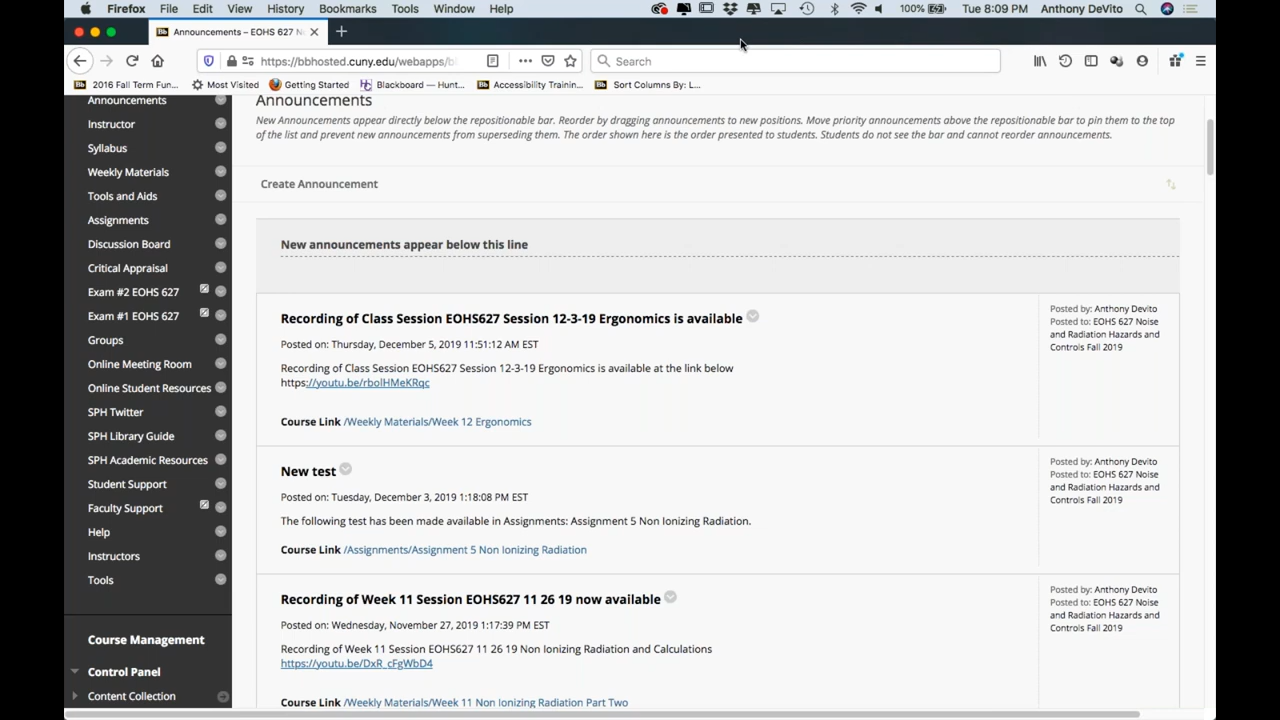 Firefox File Edit View History Bookmarks Tools Window Help 100% Tue 8:09 PM Anthony DeVito
Announcements – EOHS 627 N
https://bbhosted.cuny.edu/webapps/b
Search
2016 Fall Term Fun... Most Visited Getting Started Blackboard — Hunt... Accessibility Trainin... Sort Columns By: L...
Announcements
Instructor
Syllabus
Weekly Materials
Tools and Aids
Assignments
Discussion Board
Critical Appraisal
Exam #2 EOHS 627
Exam #1 EOHS 627
Groups
Online Meeting Room
Online Student Resources
SPH Twitter
SPH Library Guide
SPH Academic Resources
Student Support
Faculty Support
Help
Instructors
Tools
Course Management
Control Panel
Content Collection
Announcements
New Announcements appear directly below the repositionable bar. Reorder by dragging announcements to new positions. Move priority announcements above the repositionable bar to pin them to the top
of the list and prevent new announcements from superseding them. The order shown here is the order presented to students. Students do not see the bar and cannot reorder announcements.
Create Announcement
New announcements appear below this line
Recording of Class Session EOHS627 Session 12-3-19 Ergonomics is available
Posted on: Thursday, December 5, 2019 11:51:12 AM EST
Recording of Class Session EOHS627 Session 12-3-19 Ergonomics is available at the link below
https://youtu.be/rbolHMeKRqc
Course Link /Weekly Materials/Week 12 Ergonomics
Posted by: Anthony Devito
Posted to: EOHS 627 Noise
and Radiation Hazards and
Controls Fall 2019
New test
Posted on: Tuesday, December 3, 2019 1:18:08 PM EST
The following test has been made available in Assignments: Assignment 5 Non Ionizing Radiation.
Course Link /Assignments/Assignment 5 Non Ionizing Radiation
Posted by: Anthony Devito
Posted to: EOHS 627 Noise
and Radiation Hazards and
Controls Fall 2019
Recording of Week 11 Session EOHS627 11 26 19 now available
Posted on: Wednesday, November 27, 2019 1:17:39 PM EST
Recording of Week 11 Session EOHS627 11 26 19 Non Ionizing Radiation and Calculations
https://youtu.be/DxR_cFgWbD4
Course Link /Weekly Materials/Week 11 Non Ionizing Radiation Part Two
Posted by: Anthony Devito
Posted to: EOHS 627 Noise
and Radiation Hazards and
Controls Fall 2019